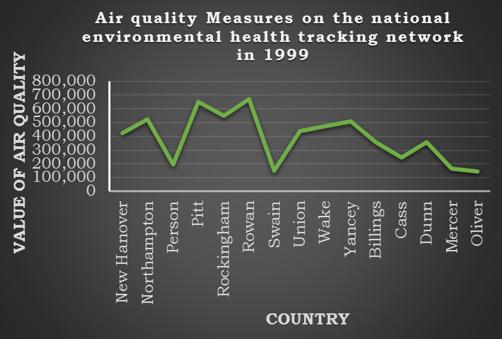 Air quality Measures on the national
environmental health tracking network
in 1999
VALUE OF AIR QUALITY
800,000
700,000
600,000
500,000
400,000
300,000
200,000
100,000
0
New Hanover
Northampton
Person
Pitt
Rockingham
Rowan
Swain
Union
Wake
Yancey
Billings
Cass
Dunn
Mercer
Oliver
COUNTRY